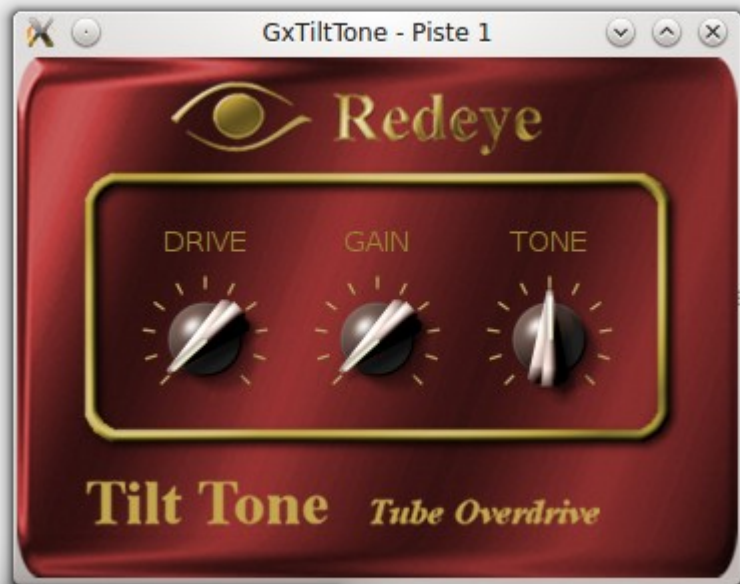 GxTiltTone - Piste 1
Redeye
DRIVE GAIN TONE
Tilt Tone Tube Overdrive